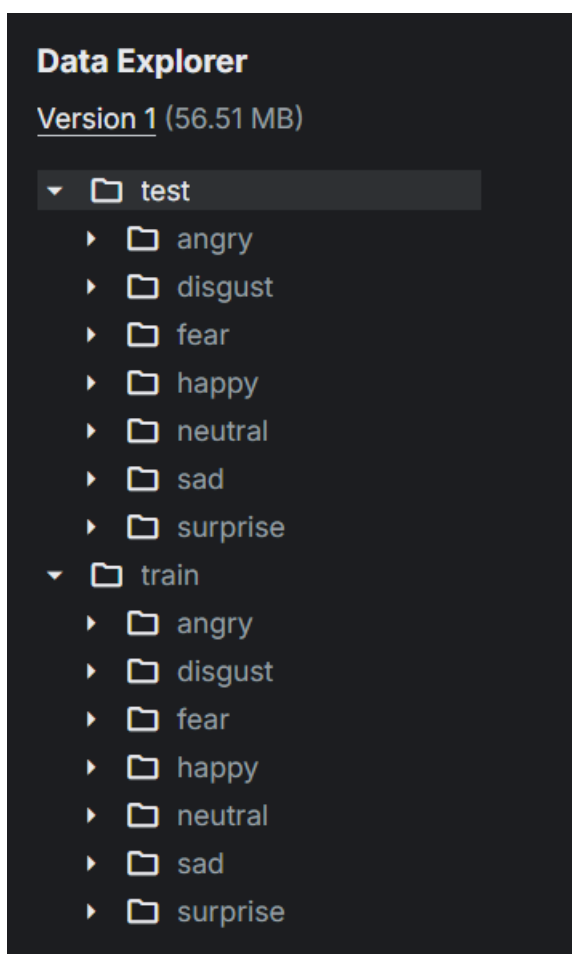 Data Explorer
Version 1 (56.51 MB)
test
angry
disgust
fear
happy
neutral
sad
surprise
train
angry
disgust
fear
happy
neutral
sad
surprise